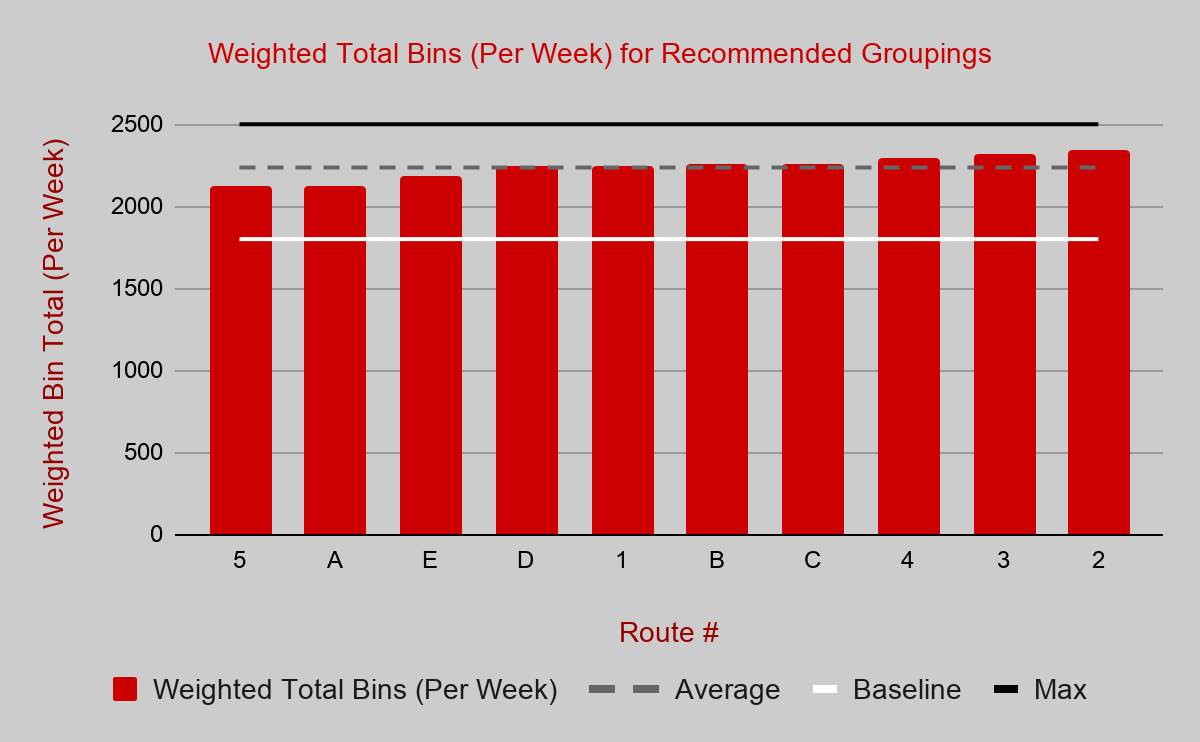 Weighted Total Bins (Per Week) for Recommended Groupings
Weighted Bin Total (Per Week)
2500
2000
1500
1000
500
0
5 A E D 1 B C 4 3 2
Route #
Weighted Total Bins (Per Week) Average Baseline Max